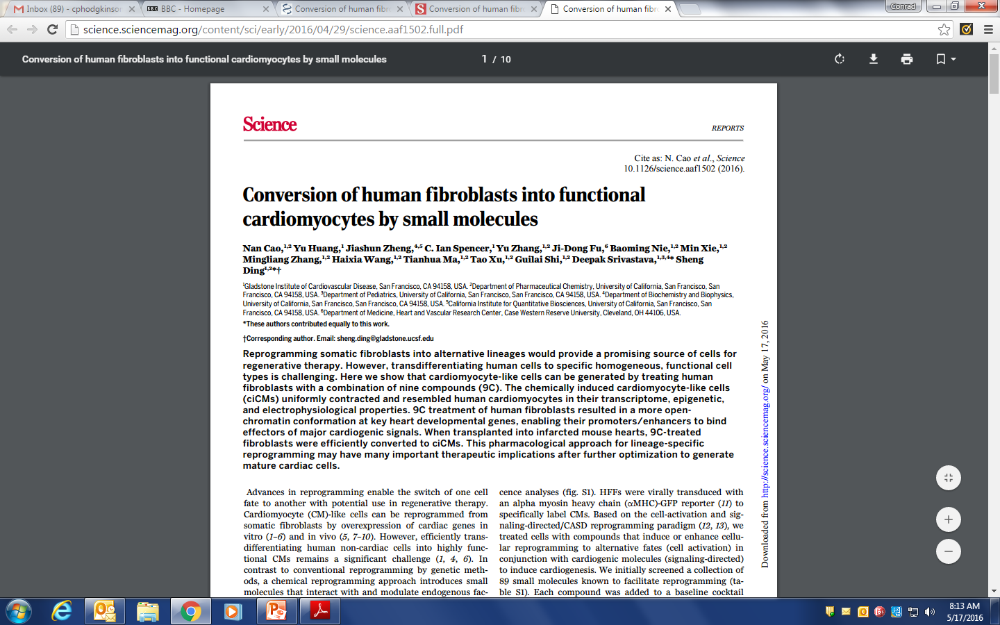 Inbox (89) - cphodgkinson
BBC - Homepage
Conversion of human fibro
Conversion of human fibro
Conversion of human fibro
Conrad
science.sciencemag.org/content/sci/early/2016/04/29/science.aaf1502.full.pdf
Conversion of human fibroblasts into functional cardiomyocytes by small molecules
1 / 10
Science
REPORTS
Cite as: N. Cao et al., Science
10.1126/science.aaf1502 (2016).
Conversion of human fibroblasts into functional
cardiomyocytes by small molecules
Nan Cao,1,2 Yu Huang,1 Jiashun Zheng,4,5 C. Ian Spencer,1 Yu Zhang,1,2 Ji-Dong Fu,6 Baoming Nie,1,2 Min Xie,1,2
Mingliang Zhang,1,2 Haixia Wang,1,2 Tianhua Ma,1,2 Tao Xu,1,2 Guilai Shi,1,2 Deepak Srivastava,1,3,4* Sheng
Ding1,2*†
1Gladstone Institute of Cardiovascular Disease, San Francisco, CA 94158, USA. 2Department of Pharmaceutical Chemistry, University of California, San Francisco, San
Francisco, CA 94158, USA. 3Department of Pediatrics, University of California, San Francisco, San Francisco, CA 94158, USA. 4Department of Biochemistry and Biophysics,
University of California, San Francisco, San Francisco, CA 94158, USA. 5California Institute for Quantitative Biosciences, University of California, San Francisco, San
Francisco, CA 94158, USA. 6Department of Medicine, Heart and Vascular Research Center, Case Western Reserve University, Cleveland, OH 44106, USA.
*These authors contributed equally to this work.
†Corresponding author. Email: sheng.ding@gladstone.ucsf.edu
Reprogramming somatic fibroblasts into alternative lineages would provide a promising source of cells for
regenerative therapy. However, transdifferentiating human cells to specific homogeneous, functional cell
types is challenging. Here we show that cardiomyocyte-like cells can be generated by treating human
fibroblasts with a combination of nine compounds (9C). The chemically induced cardiomyocyte-like cells
(ciCMs) uniformly contracted and resembled human cardiomyocytes in their transcriptome, epigenetic,
and electrophysiological properties. 9C treatment of human fibroblasts resulted in a more open-
chromatin conformation at key heart developmental genes, enabling their promoters/enhancers to bind
effectors of major cardiogenic signals. When transplanted into infarcted mouse hearts, 9C-treated
fibroblasts were efficiently converted to ciCMs. This pharmacological approach for lineage-specific
reprogramming may have many important therapeutic implications after further optimization to generate
mature cardiac cells.
Advances in reprogramming enable the switch of one cell
fate to another with potential use in regenerative therapy.
Cardiomyocyte (CM)-like cells can be reprogrammed from
somatic fibroblasts by overexpression of cardiac genes in
vitro (1–6) and in vivo (5, 7–10). However, efficiently trans-
differentiating human non-cardiac cells into highly func-
tional CMs remains a significant challenge (1, 4, 6). In
contrast to conventional reprogramming by genetic meth-
ods, a chemical reprogramming approach introduces small
molecules that interact with and modulate endogenous fac-
cence analyses (fig. S1). HFFs were virally transduced with
an alpha myosin heavy chain (αMHC)-GFP reporter (11) to
specifically label CMs. Based on the cell-activation and sig-
naling-directed/CASD reprogramming paradigm (12, 13), we
treated cells with compounds that induce or enhance cellu-
lar reprogramming to alternative fates (cell activation) in
conjunction with cardiogenic molecules (signaling-directed)
to induce cardiogenesis. We initially screened a collection of
89 small molecules known to facilitate reprogramming (ta-
ble S1). Each compound was added to a baseline cocktail
Downloaded from http://science.sciencemag.org/ on May 17, 2016
8:13 AM
5/17/2016